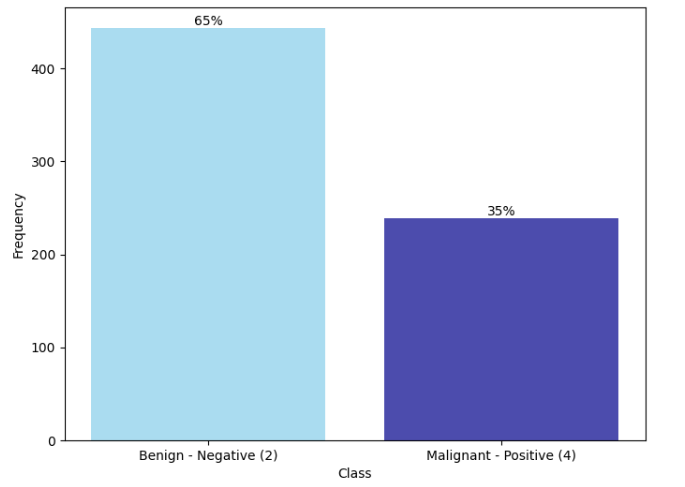 65%
35%
400
300
200
100
0
Frequency
Benign - Negative (2)
Malignant - Positive (4)
Class